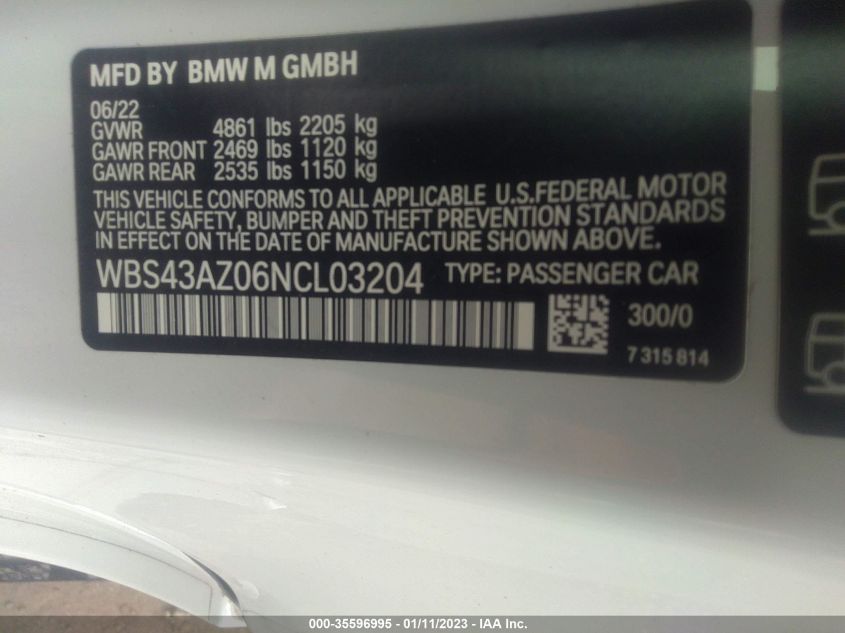 MFD BY BMW M GMBH
06/22
GVWR 4861 lbs 2205 kg
GAWR FRONT 2469 lbs 1120 kg
GAWR REAR 2535 lbs 1150 kg
THIS VEHICLE CONFORMS TO ALL APPLICABLE U.S.FEDERAL MOTOR
VEHICLE SAFETY, BUMPER AND THEFT PREVENTION STANDARDS
IN EFFECT ON THE DATE OF MANUFACTURE SHOWN ABOVE.
WBS43AZ06NCL03204 TYPE: PASSENGER CAR
300/0
7 315 814
000-35596995 - 01/11/2023 - IAA Inc.